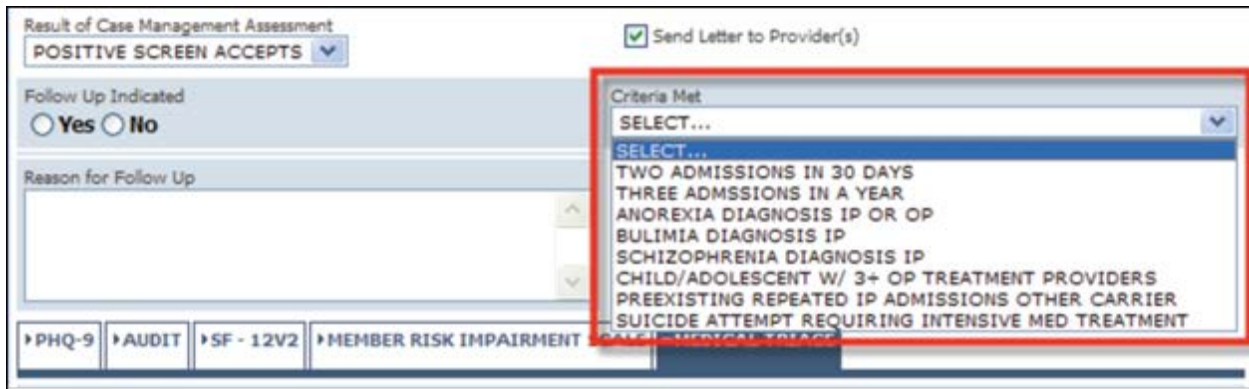 Result of Case Management Assessment
POSITIVE SCREEN ACCEPTS
Send Letter to Provider(s)
Follow Up Indicated
Yes No
Criteria Met
SELECT...
SELECT...
TWO ADMISSIONS IN 30 DAYS
THREE ADMSSIONS IN A YEAR
ANOREXIA DIAGNOSIS IP OR OP
BULIMIA DIAGNOSIS IP
SCHIZOPHRENIA DIAGNOSIS IP
CHILD/ADOLESCENT W/ 3+ OP TREATMENT PROVIDERS
PREEXISTING REPEATED IP ADMISSIONS OTHER CARRIER
SUICIDE ATTEMPT REQUIRING INTENSIVE MED TREATMENT
Reason for Follow Up
PHQ-9 AUDIT SF - 12V2 MEMBER RISK IMPAIRMENT